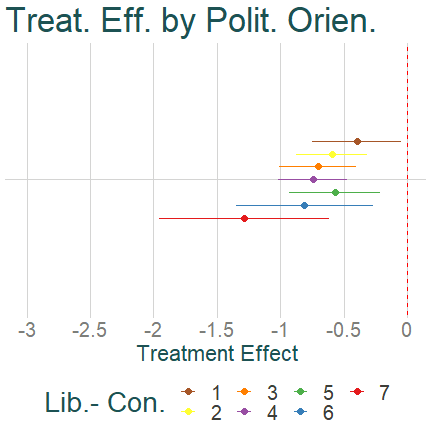 Treat. Eff. by Polit. Orien.
-3 -2.5 -2 -1.5 -1 -0.5 0
Treatment Effect
Lib.- Con. 1 3 5 7
2 4 6